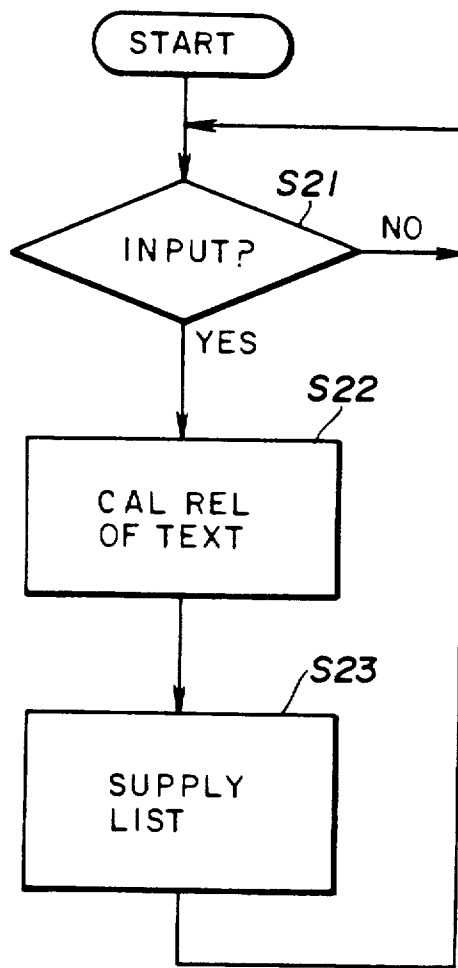 START
S21
INPUT?
NO
YES
S22
CAL REL
OF TEXT
S23
SUPPLY
LIST